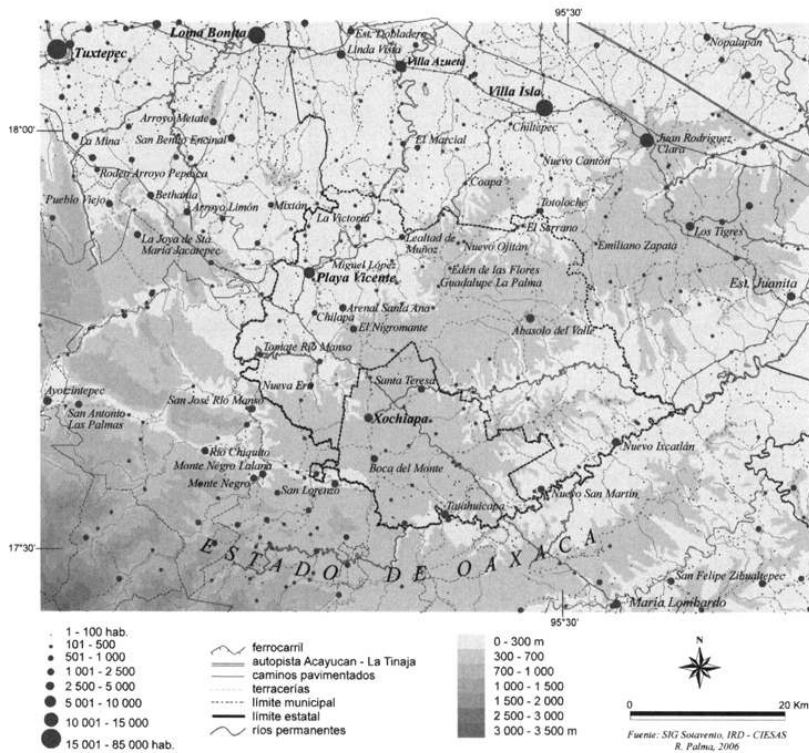 95°30'
Loma Bonita
Est. Dobladero
Nopalapan
Tuxtepec
Linda Vista
Villa Azueta
Villa Isla
Arroyo Metate
Chiltepec
18°00'
San Benito Encinal
El Marcial
Juan Rodríguez
Clara
La Mina
Nuevo Cantón
Rodeo Arroyo Pepesca
Coapa
Pueblo Viejo
Bethania
Arroyo Limón
Mixtán
Totoloche
La Victoria
El Serrano
Los Tigres
La Joya de Sta.
María Jacatepec
Lealtad de
Muñoz
Nuevo Ojitán
Emiliano Zapata
Miguel López
Playa Vicente
Edén de las Flores
Guadalupe La Palma
Est. Juanita
Arenal Santa Ana
Chilapa
El Nigromante
Abasolo del Valle
Tomate Río Manso
Ayotzintepec
Nueva Era
Santa Teresa
San Antonio
Las Palmas
San José Río Manso
Xochiapa
Río Chiquito
Nuevo Ixcatlán
Monte Negro Lalana
Boca del Monte
Monte Negro
San Lorenzo
Nuevo San Martín
Tatahuicapa
17°30'
ESTADO DE OAXACA
San Felipe Zihualtepec
María Lombardo
95°30'
1 - 100 hab.
101 - 500
501 - 1 000
1 001 - 2 500
2 500 - 5 000
5 001 - 10 000
10 001 - 15 000
15 001 - 85 000 hab.
ferrocarril
autopista Acayucan - La Tinaja
caminos pavimentados
terracerías
límite municipal
límite estatal
ríos permanentes
0 - 300 m
300 - 700
700 - 1 000
1 000 - 1 500
1 500 - 2 000
2 500 - 3 000
3 000 - 3 500 m
N
0 20 Km
Fuente: SIG Sotavento, IRD - CIESAS
R. Palma, 2006